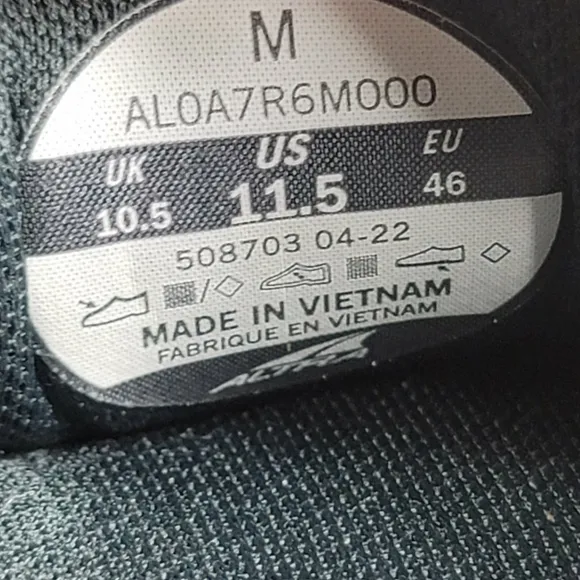 M
AL0A7R6M000
UK US EU
10.5 11.5 46
508703 04-22
MADE IN VIETNAM
FABRIQUE EN VIETNAM
ALTRA